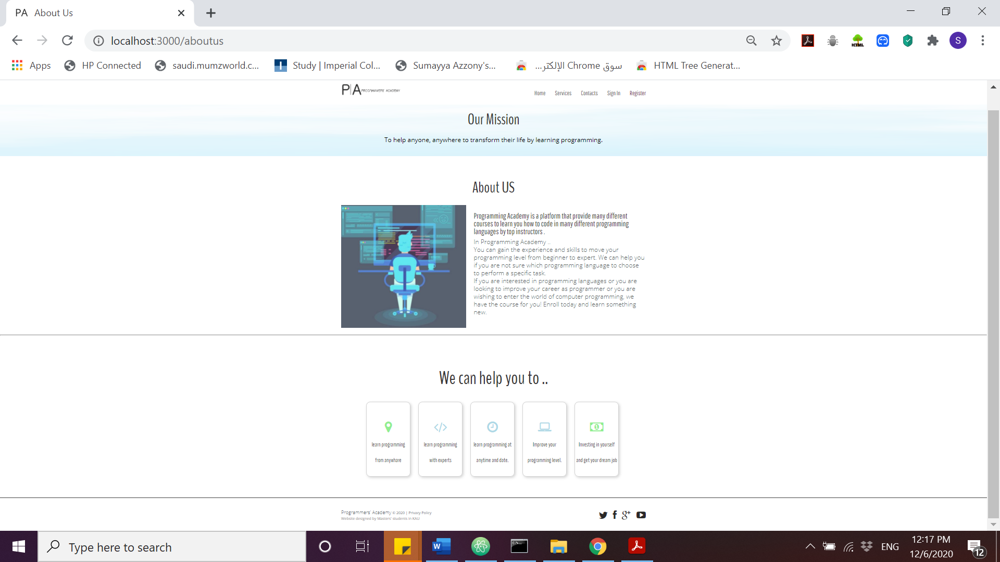 PA About Us
localhost:3000/aboutus
HTML
S
Apps
HP Connected
saudi.mumzworld.c...
Study | Imperial Col...
Sumayya Azzony's...
سوق Chrome الإلكتر...
HTML Tree Generat...
P|A PROGRAMMERS' ACADEMY
Home Services Contacts Sign In Register
Our Mission
To help anyone, anywhere to transform their life by learning programming.
About US
Programming Academy is a platform that provide many different
courses to learn you how to code in many different programming
languages by top instructors .
In Programming Academy ..
You can gain the experience and skills to move your
programming level from beginner to expert. We can help you
if you are not sure which programming language to choose
to perform a specific task.
If you are interested in programming languages or you are
looking to improve your career as programmer or you are
wishing to enter the world of computer programming, we
have the course for you! Enroll today and learn something
new.
We can help you to ..
learn programming
from anywhare
learn programming
with experts
learn programming at
anytime and date.
Improve your
programming level.
Investing in yourself
and get your dream job
Programmers' Academy © 2020 | Privacy Policy
Website designed by Masters' students in KAU
Type here to search
ENG
12:17 PM
12/6/2020
12